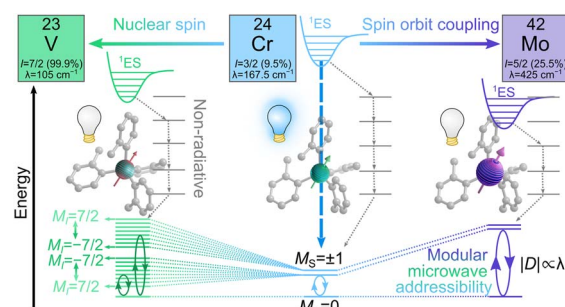 23
V
I=7/2 (99.9%)
λ=105 cm⁻¹
Nuclear spin
24
Cr
I=3/2 (9.5%)
λ=167.5 cm⁻¹
¹ES
Spin orbit coupling
42
Mo
I=5/2 (25.5%)
λ=425 cm⁻¹
¹ES
¹ES
Energy
Non-radiative
M_I=7/2
M_I=−7/2
M_I=−7/2
M_I=7/2
M_S=±1
Modular
microwave
addressibility
|D|∝λ